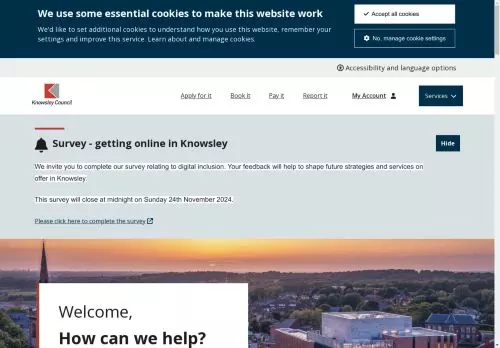 We use some essential cookies to make this website work
We'd like to set additional cookies to understand how you use this website, remember your
settings and improve this service. Learn about and manage cookies.
Accept all cookies
No, manage cookie settings
Accessibility and language options
Knowsley Council
Apply for it
Book it
Pay it
Report it
My Account
Services
Survey - getting online in Knowsley
Hide
We invite you to complete our survey relating to digital inclusion. Your feedback will help to shape future strategies and services on
offer in Knowsley.
This survey will close at midnight on Sunday 24th November 2024.
Please click here to complete the survey
Welcome,
How can we help?